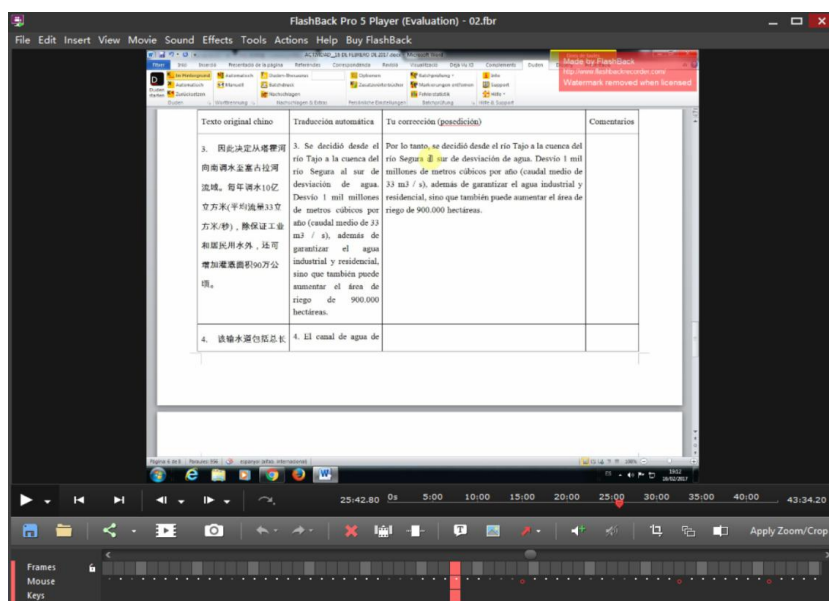 FlashBack Pro 5 Player (Evaluation) - 02.fbr
File Edit Insert View Movie Sound Effects Tools Actions Help Buy FlashBack
Made by FlashBack
http://www.flashbackrecorder.com/
Watermark removed when licensed
Texto original chino
Traducción automática
Tu corrección (posedición)
Comentarios
3. 因此决定从塔霍河
向南调水至塞古拉河
流域。每年调水10亿
立方米(平均流量33立
方米/秒),除保证工业
和居民用水外,还可
增加灌溉面积90万公
顷。
3. Se decidió desde el
río Tajo a la cuenca del
río Segura al sur de
desviación de agua.
Desvío 1 mil millones
de metros cúbicos por
año (caudal medio de 33
m3 / s), además de
garantizar el agua
industrial y residencial,
sino que también puede
aumentar el área de
riego de 900.000
hectáreas.
Por lo tanto, se decidió desde el río Tajo a la cuenca del
río Segura al sur de desviación de agua. Desvío 1 mil
millones de metros cúbicos por año (caudal medio de
33 m3 / s), además de garantizar el agua industrial y
residencial, sino que también puede aumentar el área de
riego de 900.000 hectáreas.
4. 该输水道包括总长
4. El canal de agua de
ES
19:02
16/02/2017
25:42.80 0s 5:00 10:00 15:00 20:00 25:00 30:00 35:00 40:00 43:34.20
Apply Zoom/Crop
Frames
Mouse
Keys